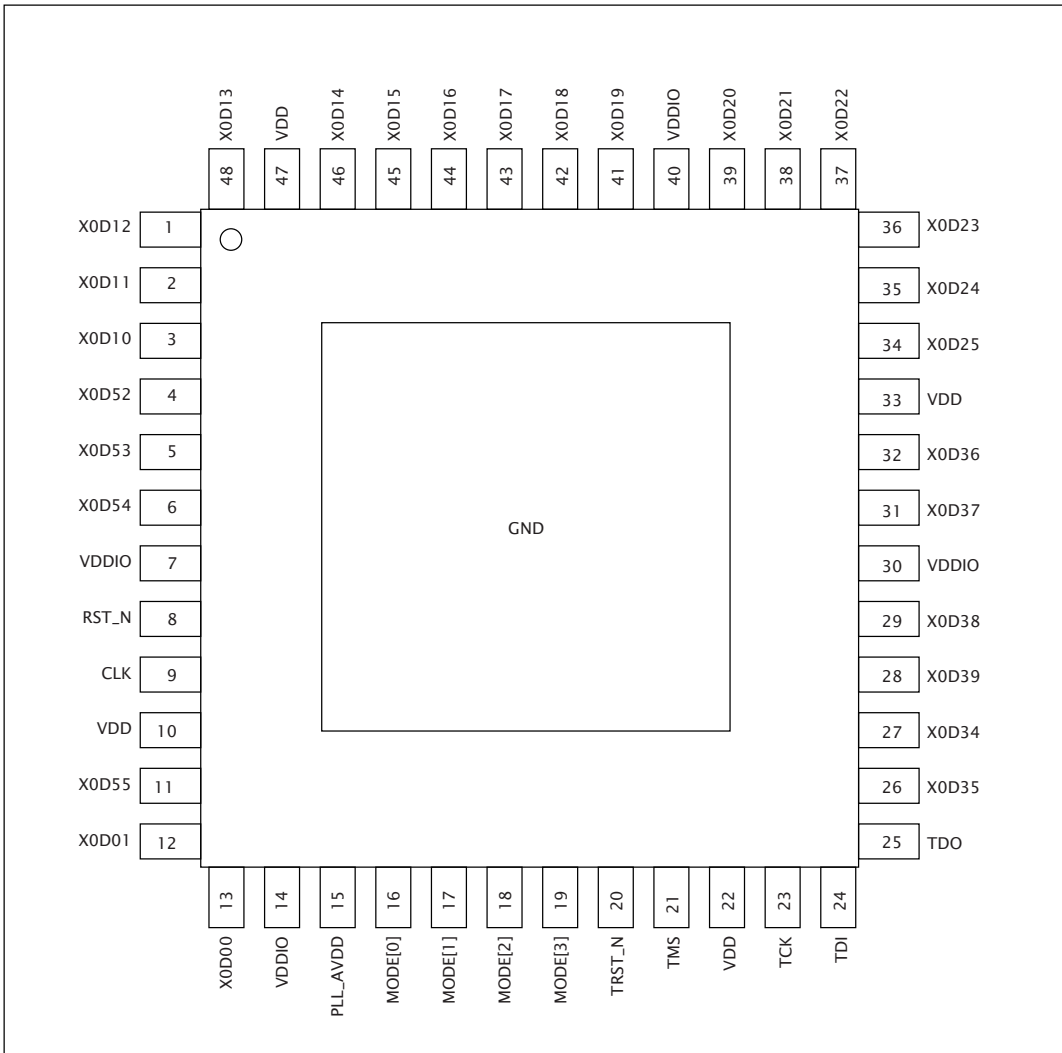 X0D13 VDD X0D14 X0D15 X0D16 X0D17 X0D18 X0D19 VDDIO X0D20 X0D21 X0D22
48 47 46 45 44 43 42 41 40 39 38 37
X0D12 1 36 X0D23
X0D11 2 35 X0D24
X0D10 3 34 X0D25
X0D52 4 33 VDD
X0D53 5 32 X0D36
X0D54 6 31 X0D37
GND
VDDIO 7 30 VDDIO
RST_N 8 29 X0D38
CLK 9 28 X0D39
VDD 10 27 X0D34
X0D55 11 26 X0D35
X0D01 12 25 TDO
13 14 15 16 17 18 19 20 21 22 23 24
X0D00 VDDIO PLL_AVDD MODE[0] MODE[1] MODE[2] MODE[3] TRST_N TMS VDD TCK TDI